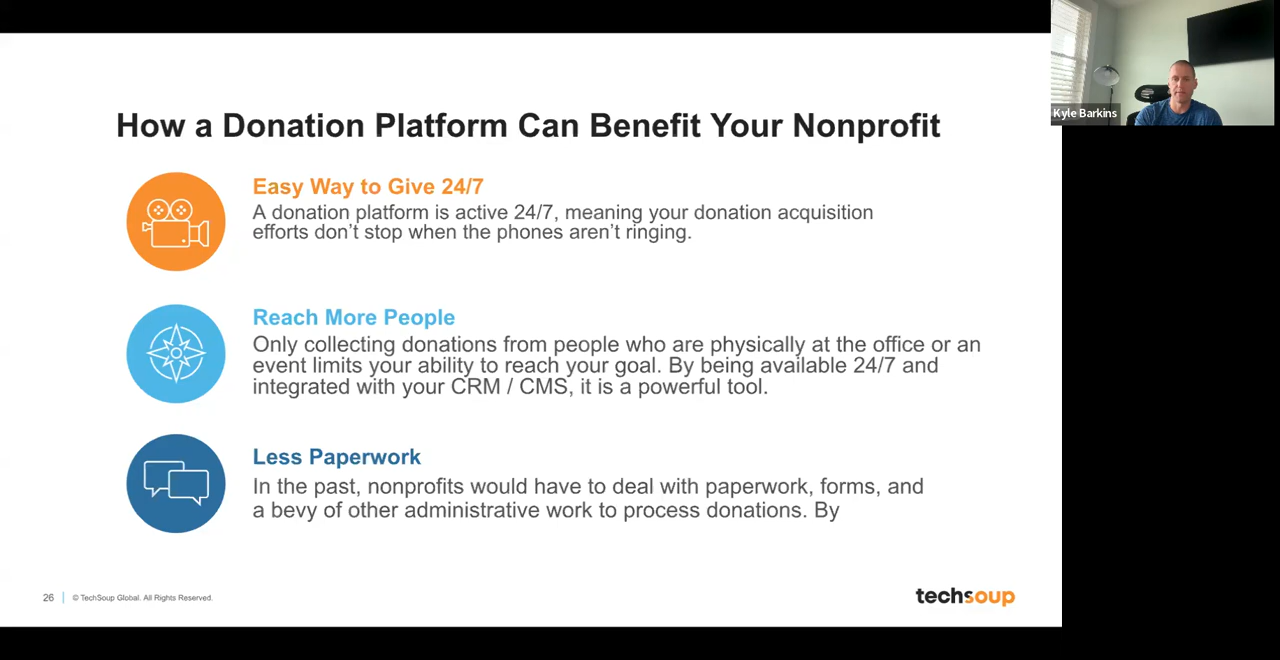 How a Donation Platform Can Benefit Your Nonprofit
Easy Way to Give 24/7
A donation platform is active 24/7, meaning your donation acquisition
efforts don’t stop when the phones aren’t ringing.
Reach More People
Only collecting donations from people who are physically at the office or an
event limits your ability to reach your goal. By being available 24/7 and
integrated with your CRM / CMS, it is a powerful tool.
Less Paperwork
In the past, nonprofits would have to deal with paperwork, forms, and
a bevy of other administrative work to process donations. By
26
© TechSoup Global. All Rights Reserved.
techsoup
Kyle Barkins